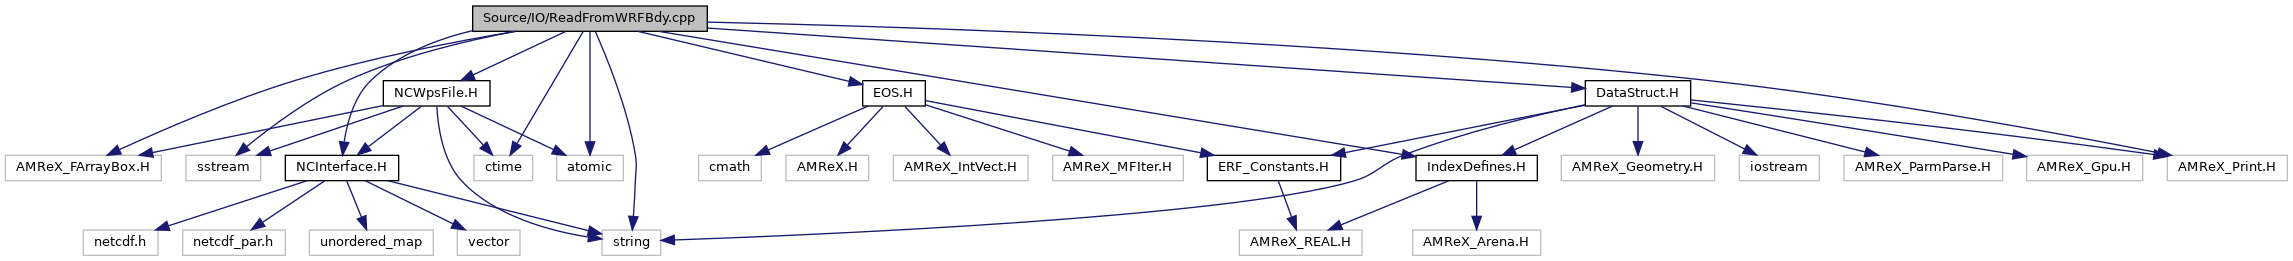 Source/IO/ReadFromWRFBdy.cpp
NCWpsFile.H
EOS.H
DataStruct.H
AMReX_FArrayBox.H
sstream
NCInterface.H
ctime
atomic
cmath
AMReX.H
AMReX_IntVect.H
AMReX_MFIter.H
ERF_Constants.H
IndexDefines.H
AMReX_Geometry.H
iostream
AMReX_ParmParse.H
AMReX_Gpu.H
AMReX_Print.H
netcdf.h
netcdf_par.h
unordered_map
vector
string
AMReX_REAL.H
AMReX_Arena.H